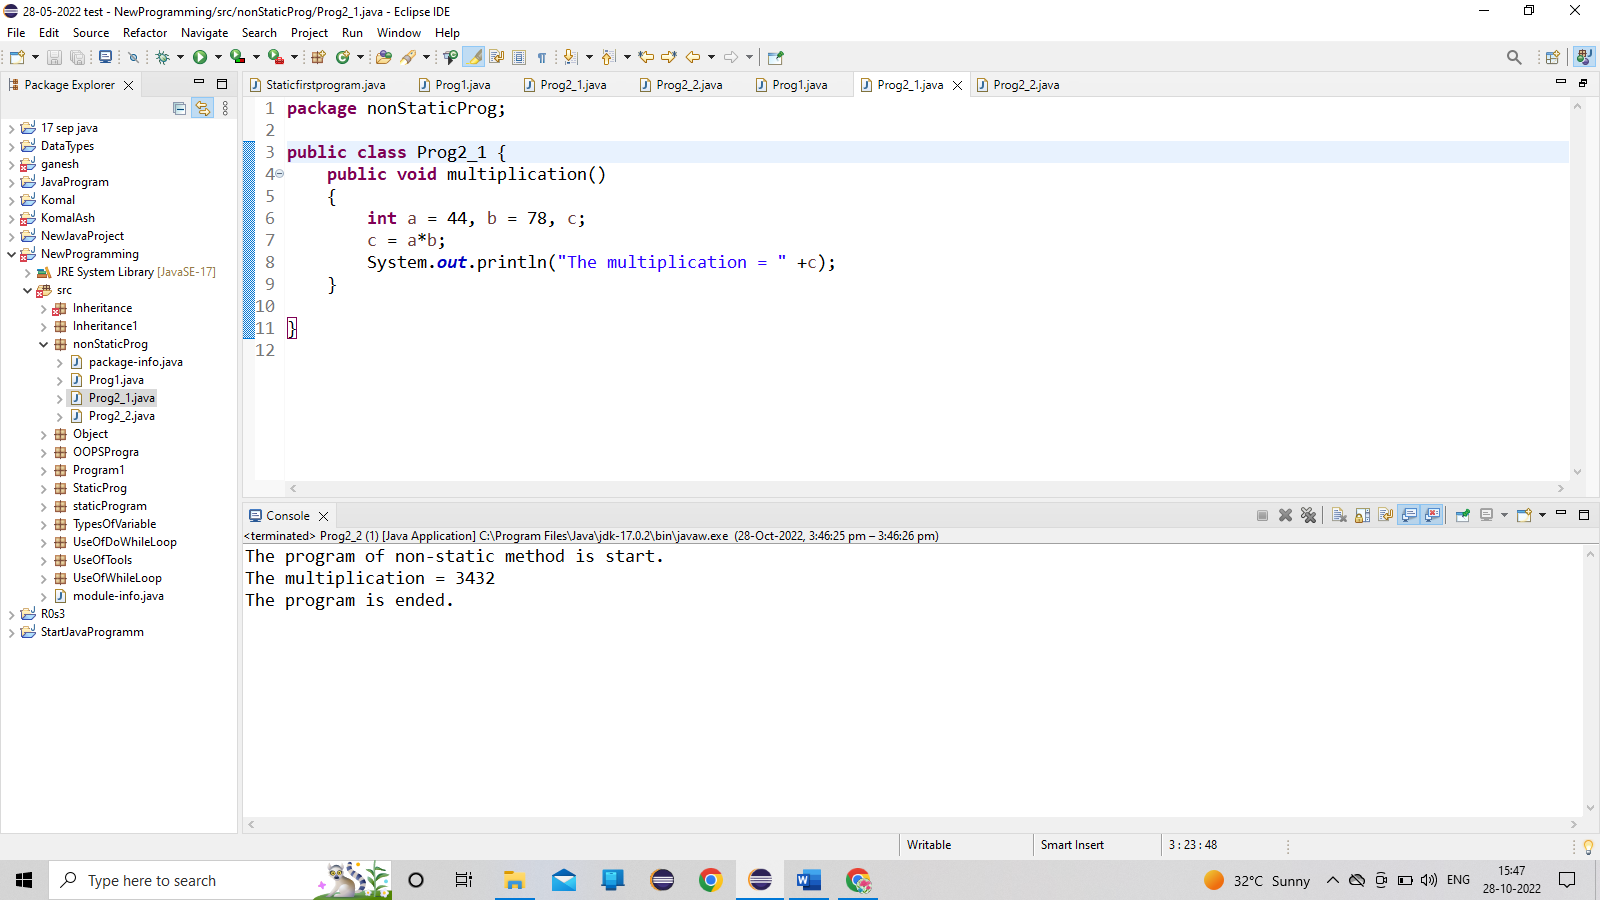 28-05-2022 test - NewProgramming/src/nonStaticProg/Prog2_1.java - Eclipse IDE
File Edit Source Refactor Navigate Search Project Run Window Help
Package Explorer
Staticfirstprogram.java Prog1.java Prog2_1.java Prog2_2.java Prog1.java Prog2_1.java Prog2_2.java
17 sep java
DataTypes
ganesh
JavaProgram
Komal
KomalAsh
NewJavaProject
NewProgramming
JRE System Library [JavaSE-17]
src
Inheritance
Inheritance1
nonStaticProg
package-info.java
Prog1.java
Prog2_1.java
Prog2_2.java
Object
OOPSProgra
Program1
StaticProg
staticProgram
TypesOfVariable
UseOfDoWhileLoop
UseOfTools
UseOfWhileLoop
module-info.java
R0s3
StartJavaProgramm
1 package nonStaticProg;
2
3 public class Prog2_1 {
4 public void multiplication()
5 {
6 int a = 44, b = 78, c;
7 c = a*b;
8 System.out.println("The multiplication = " +c);
9 }
10
11 }
12
Console
<terminated> Prog2_2 (1) [Java Application] C:\Program Files\Java\jdk-17.0.2\bin\javaw.exe (28-Oct-2022, 3:46:25 pm – 3:46:26 pm)
The program of non-static method is start.
The multiplication = 3432
The program is ended.
Writable Smart Insert 3 : 23 : 48
Type here to search
32°C Sunny ENG 15:47
28-10-2022